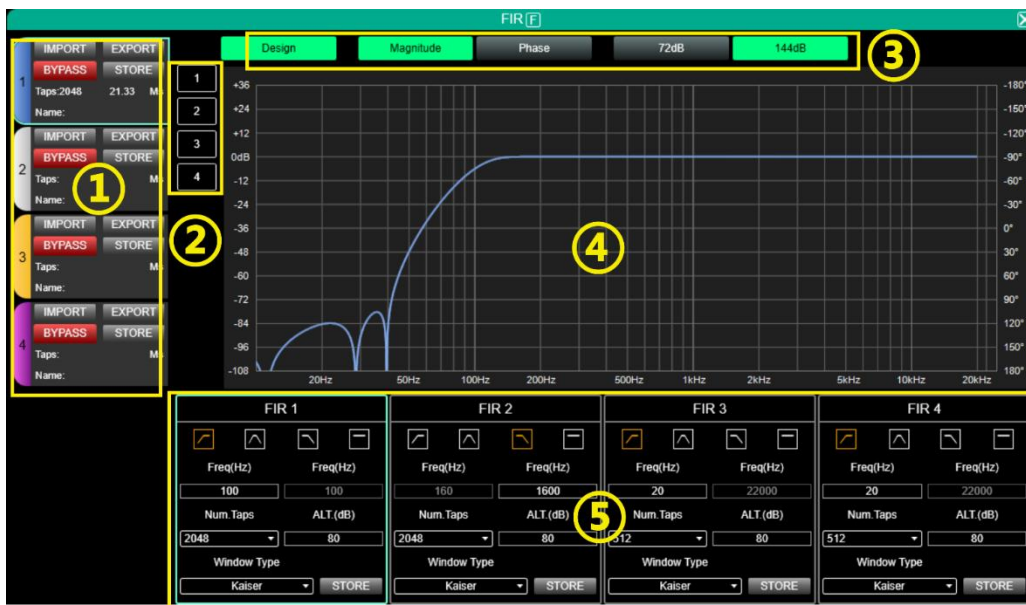 FIR F
IMPORT EXPORT
BYPASS STORE
Taps:2048 21.33 Ms
Name:
1
IMPORT EXPORT
BYPASS STORE
Taps: Ms
Name:
2
IMPORT EXPORT
BYPASS STORE
Taps: Ms
Name:
3
IMPORT EXPORT
BYPASS STORE
Taps: Ms
Name:
4
1
1
2
3
4
2
Design Magnitude Phase 72dB 144dB
3
+36 -180°
+24 -150°
+12 -120°
0dB -90°
-12 -60°
-24 -30°
-36 0°
-48 30°
-60 60°
-72 90°
-84 120°
-96 150°
-108 180°
4
20Hz 50Hz 100Hz 200Hz 500Hz 1kHz 2kHz 5kHz 10kHz 20kHz
FIR 1
Freq(Hz) Freq(Hz)
100 100
Num.Taps ALT.(dB)
2048 80
Window Type
Kaiser STORE
FIR 2
Freq(Hz) Freq(Hz)
160 1600
Num.Taps ALT.(dB)
2048 80
Window Type
Kaiser STORE
5
FIR 3
Freq(Hz) Freq(Hz)
20 22000
Num.Taps ALT.(dB)
512 80
Window Type
Kaiser STORE
FIR 4
Freq(Hz) Freq(Hz)
20 22000
Num.Taps ALT.(dB)
512 80
Window Type
Kaiser STORE